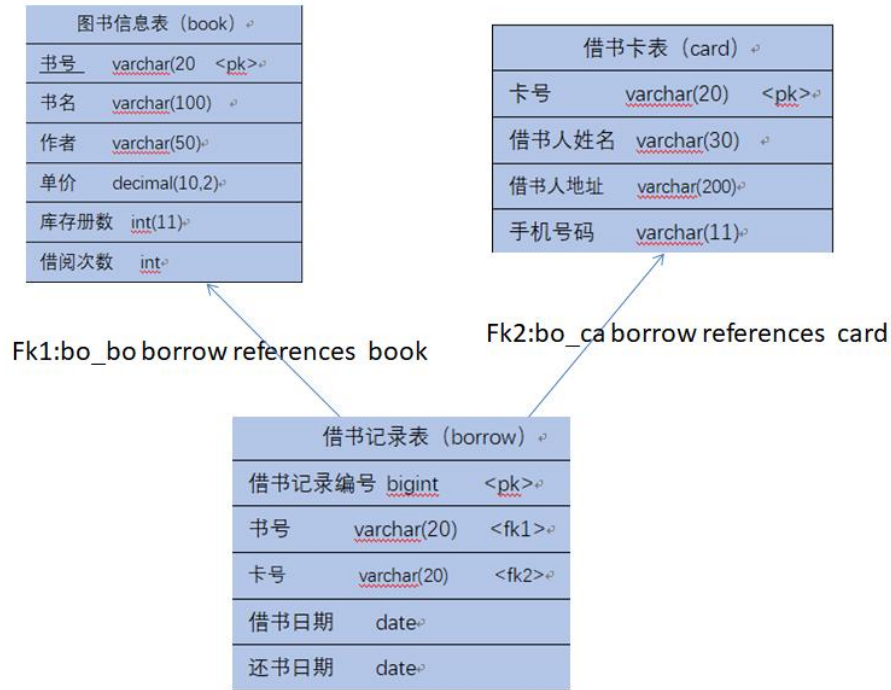 图书信息表（book）
书号 varchar(20 <pk>
书名 varchar(100)
作者 varchar(50)
单价 decimal(10,2)
库存册数 int(11)
借阅次数 int
借书卡表（card）
卡号 varchar(20) <pk>
借书人姓名 varchar(30)
借书人地址 varchar(200)
手机号码 varchar(11)
Fk1:bo_bo borrow references book
Fk2:bo_ca borrow references card
借书记录表（borrow）
借书记录编号 bigint <pk>
书号 varchar(20) <fk1>
卡号 varchar(20) <fk2>
借书日期 date
还书日期 date